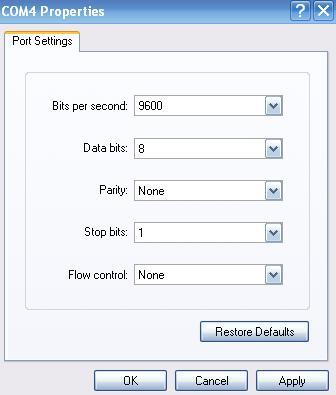 COM4 Properties
Port Settings
Bits per second: 9600
Data bits: 8
Parity: None
Stop bits: 1
Flow control: None
Restore Defaults
OK Cancel Apply